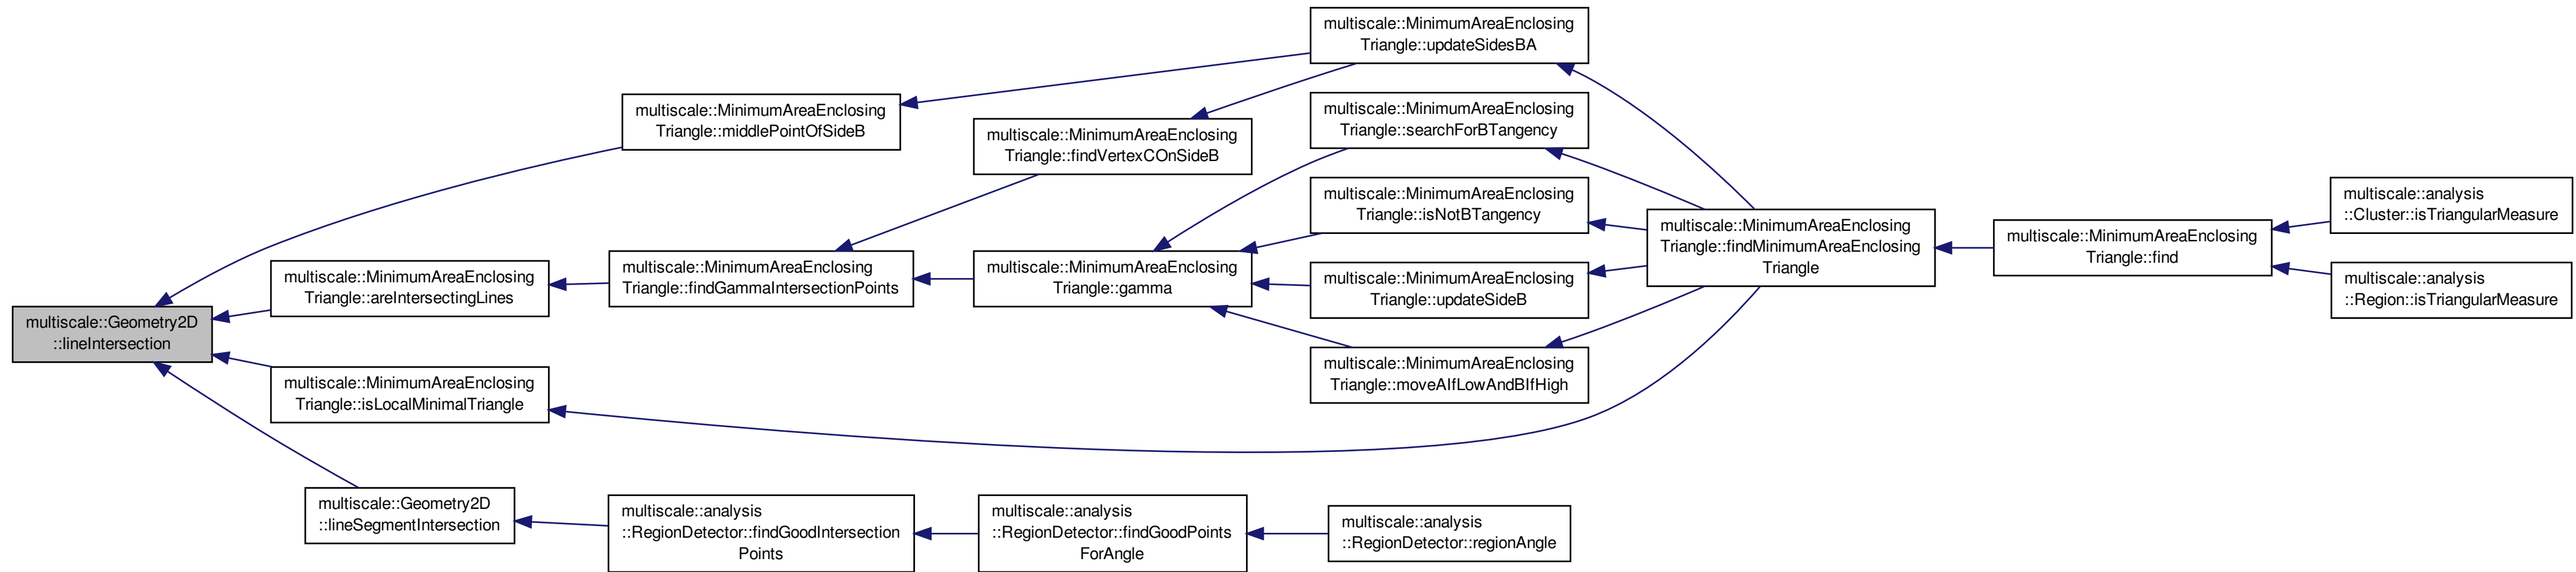 multiscale::Geometry2D
::lineIntersection
multiscale::MinimumAreaEnclosing
Triangle::middlePointOfSideB
multiscale::MinimumAreaEnclosing
Triangle::areIntersectingLines
multiscale::MinimumAreaEnclosing
Triangle::isLocalMinimalTriangle
multiscale::Geometry2D
::lineSegmentIntersection
multiscale::MinimumAreaEnclosing
Triangle::findGammaIntersectionPoints
multiscale::analysis
::RegionDetector::findGoodIntersection
Points
multiscale::MinimumAreaEnclosing
Triangle::findVertexCOnSideB
multiscale::MinimumAreaEnclosing
Triangle::gamma
multiscale::analysis
::RegionDetector::findGoodPoints
ForAngle
multiscale::MinimumAreaEnclosing
Triangle::updateSidesBA
multiscale::MinimumAreaEnclosing
Triangle::searchForBTangency
multiscale::MinimumAreaEnclosing
Triangle::isNotBTangency
multiscale::MinimumAreaEnclosing
Triangle::updateSideB
multiscale::MinimumAreaEnclosing
Triangle::moveAIfLowAndBIfHigh
multiscale::analysis
::RegionDetector::regionAngle
multiscale::MinimumAreaEnclosing
Triangle::findMinimumAreaEnclosing
Triangle
multiscale::MinimumAreaEnclosing
Triangle::find
multiscale::analysis
::Cluster::isTriangularMeasure
multiscale::analysis
::Region::isTriangularMeasure